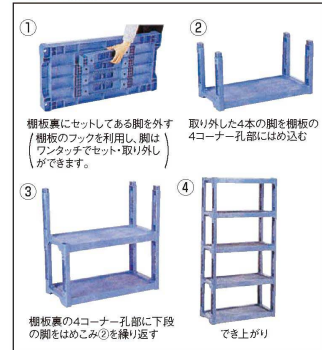 ①
棚板裏にセットしてある脚を外す
(棚板のフックを利用し、脚は
ワンタッチでセット・取り外し
ができます。)
②
取り外した4本の脚を棚板の
4コーナー孔部にはめ込む
③
棚板裏の4コーナー孔部に下段
の脚をはめこみ②を繰り返す
④
でき上がり